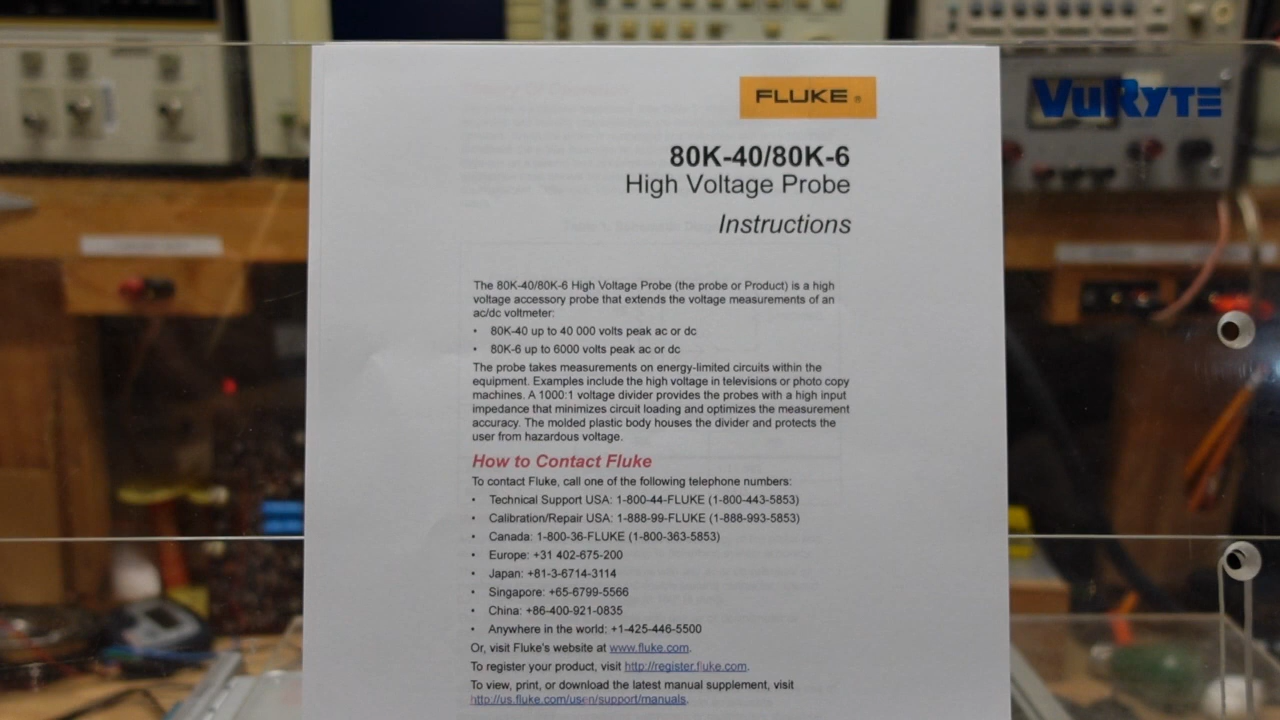 FLUKE ®
VuRyte
80K-40/80K-6
High Voltage Probe
Instructions
The 80K-40/80K-6 High Voltage Probe (the probe or Product) is a high
voltage accessory probe that extends the voltage measurements of an
ac/dc voltmeter:
• 80K-40 up to 40 000 volts peak ac or dc
• 80K-6 up to 6000 volts peak ac or dc
The probe takes measurements on energy-limited circuits within the
equipment. Examples include the high voltage in televisions or photo copy
machines. A 1000:1 voltage divider provides the probes with a high input
impedance that minimizes circuit loading and optimizes the measurement
accuracy. The molded plastic body houses the divider and protects the
user from hazardous voltage.
How to Contact Fluke
To contact Fluke, call one of the following telephone numbers:
• Technical Support USA: 1-800-44-FLUKE (1-800-443-5853)
• Calibration/Repair USA: 1-888-99-FLUKE (1-888-993-5853)
• Canada: 1-800-36-FLUKE (1-800-363-5853)
• Europe: +31 402-675-200
• Japan: +81-3-6714-3114
• Singapore: +65-6799-5566
• China: +86-400-921-0835
• Anywhere in the world: +1-425-446-5500
Or, visit Fluke's website at www.fluke.com.
To register your product, visit http://register.fluke.com.
To view, print, or download the latest manual supplement, visit
http://us.fluke.com/usen/support/manuals.